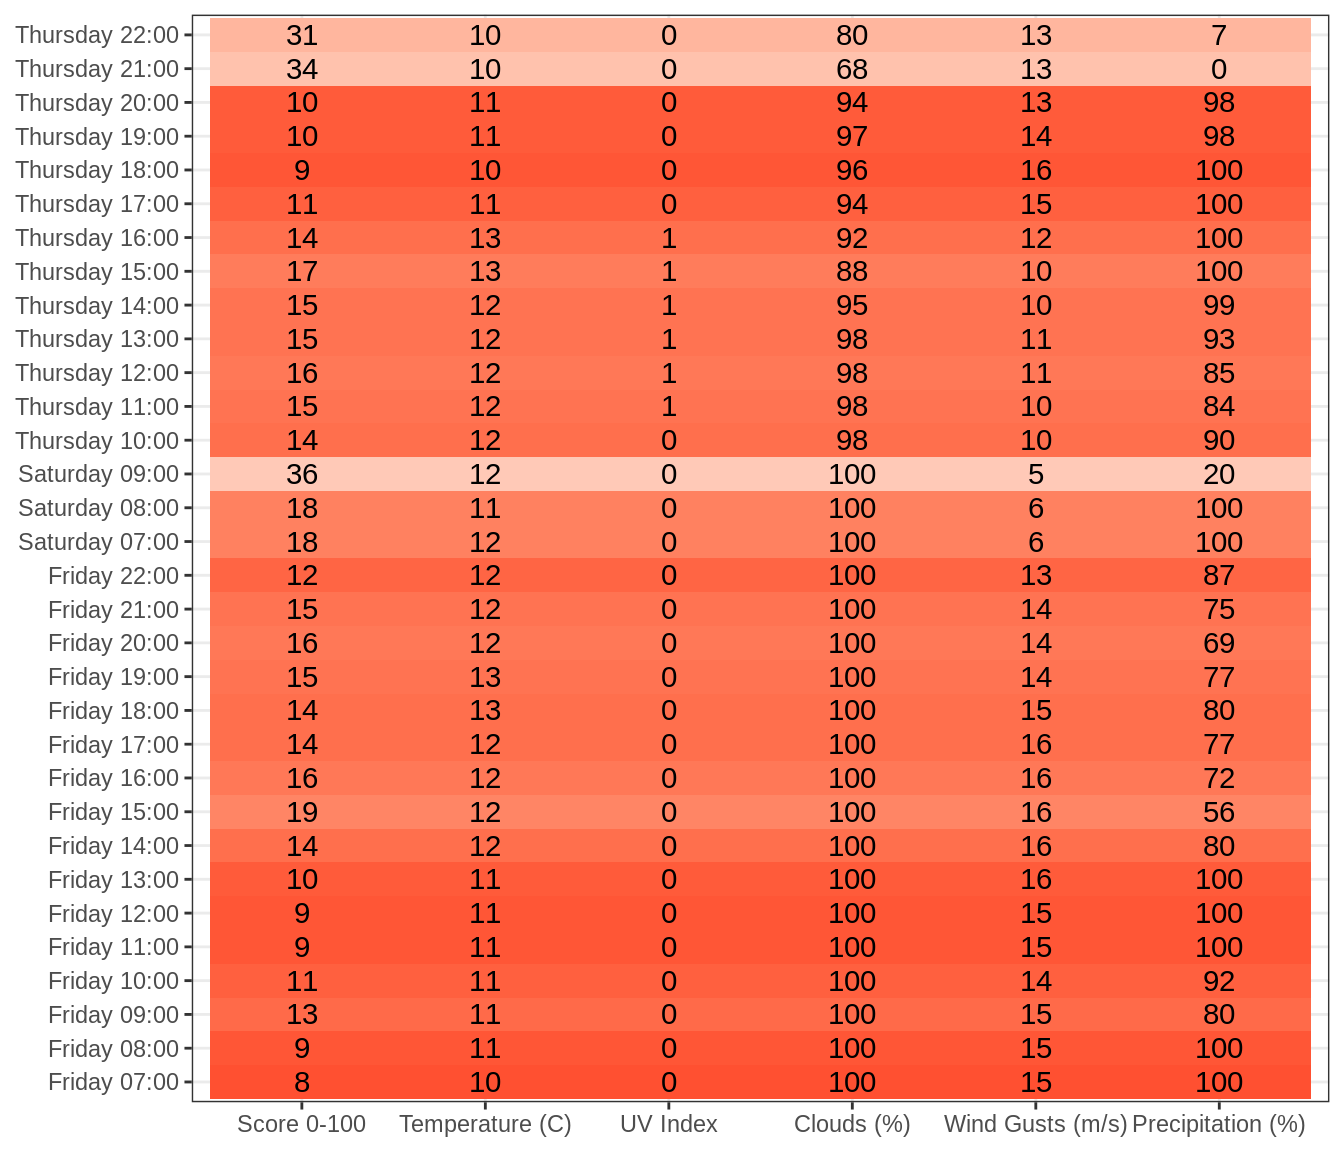 Thursday 22:00 31 10 0 80 13 7
Thursday 21:00 34 10 0 68 13 0
Thursday 20:00 10 11 0 94 13 98
Thursday 19:00 10 11 0 97 14 98
Thursday 18:00 9 10 0 96 16 100
Thursday 17:00 11 11 0 94 15 100
Thursday 16:00 14 13 1 92 12 100
Thursday 15:00 17 13 1 88 10 100
Thursday 14:00 15 12 1 95 10 99
Thursday 13:00 15 12 1 98 11 93
Thursday 12:00 16 12 1 98 11 85
Thursday 11:00 15 12 1 98 10 84
Thursday 10:00 14 12 0 98 10 90
Saturday 09:00 36 12 0 100 5 20
Saturday 08:00 18 11 0 100 6 100
Saturday 07:00 18 12 0 100 6 100
Friday 22:00 12 12 0 100 13 87
Friday 21:00 15 12 0 100 14 75
Friday 20:00 16 12 0 100 14 69
Friday 19:00 15 13 0 100 14 77
Friday 18:00 14 13 0 100 15 80
Friday 17:00 14 12 0 100 16 77
Friday 16:00 16 12 0 100 16 72
Friday 15:00 19 12 0 100 16 56
Friday 14:00 14 12 0 100 16 80
Friday 13:00 10 11 0 100 16 100
Friday 12:00 9 11 0 100 15 100
Friday 11:00 9 11 0 100 15 100
Friday 10:00 11 11 0 100 14 92
Friday 09:00 13 11 0 100 15 80
Friday 08:00 9 11 0 100 15 100
Friday 07:00 8 10 0 100 15 100
Score 0-100 Temperature (C) UV Index Clouds (%) Wind Gusts (m/s) Precipitation (%)